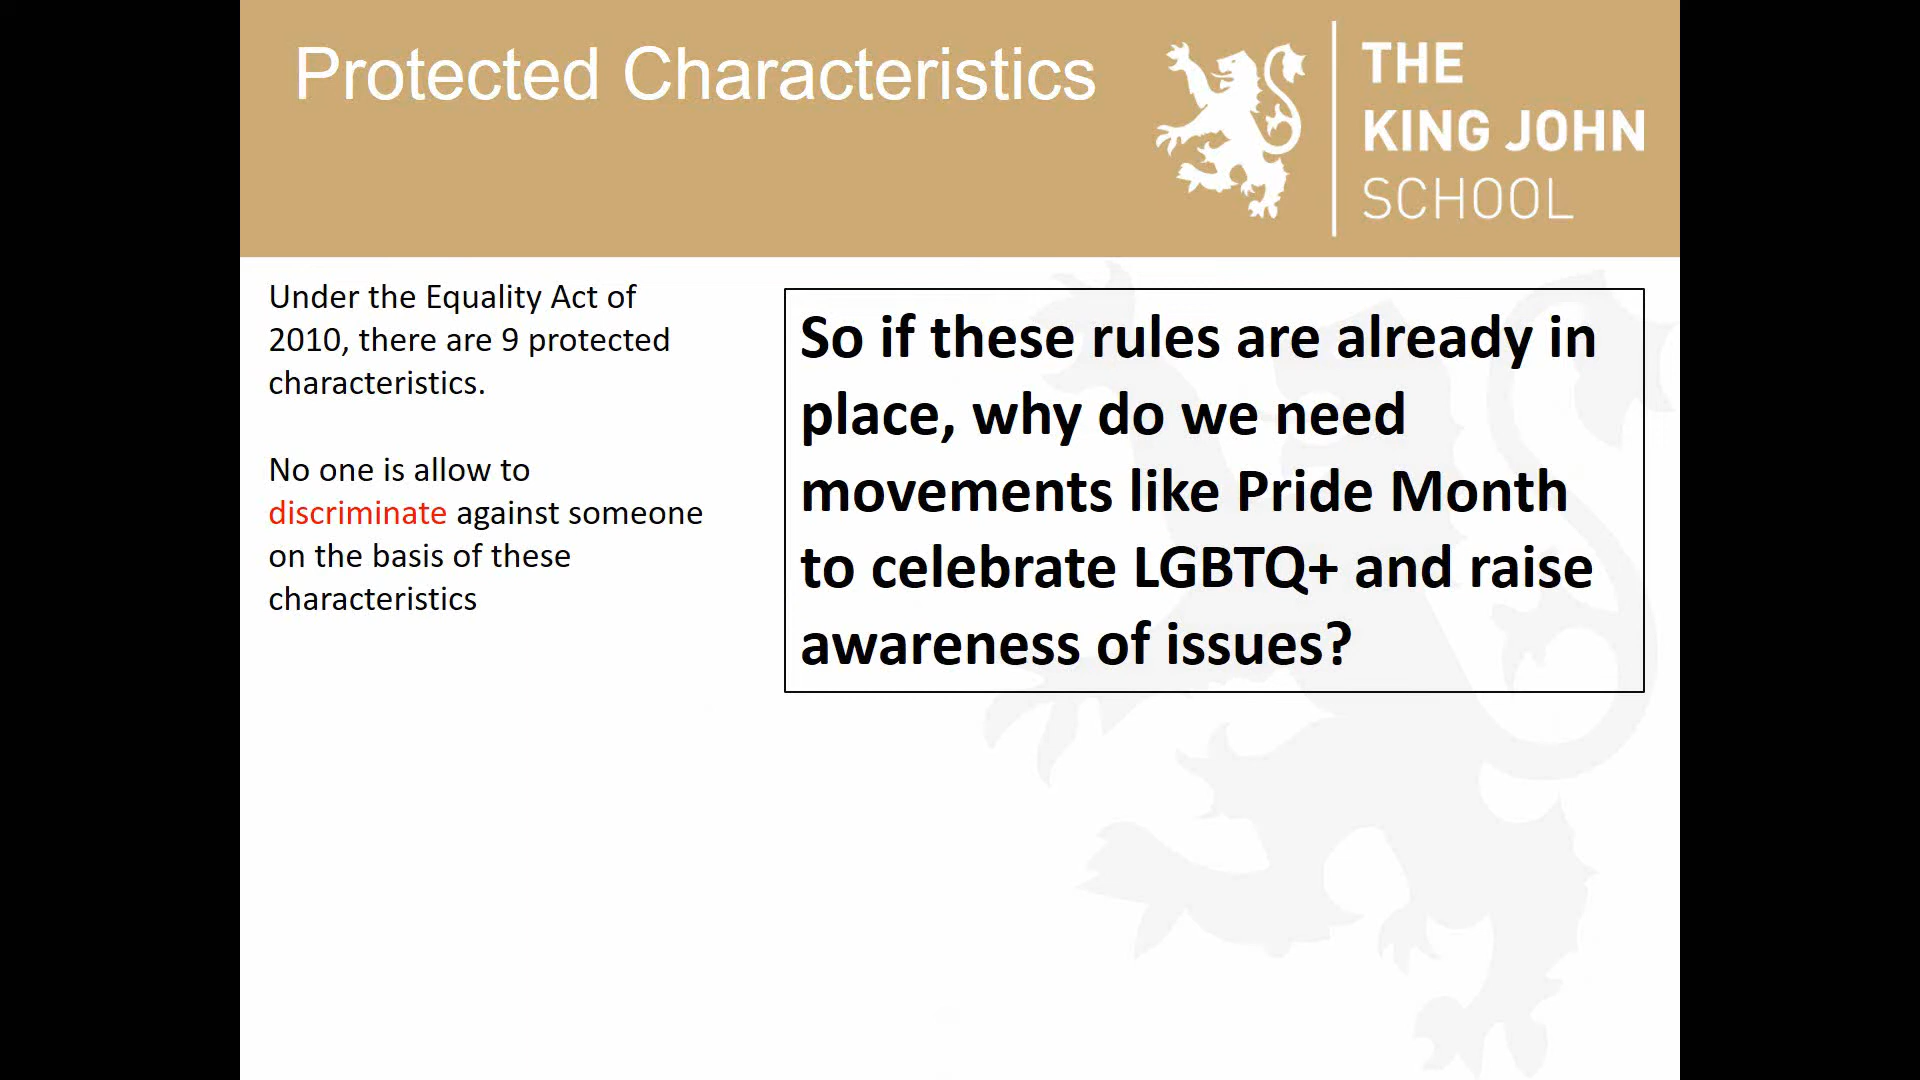 Protected Characteristics
THE
KING JOHN
SCHOOL
Under the Equality Act of
2010, there are 9 protected
characteristics.
No one is allow to
discriminate against someone
on the basis of these
characteristics
So if these rules are already in
place, why do we need
movements like Pride Month
to celebrate LGBTQ+ and raise
awareness of issues?